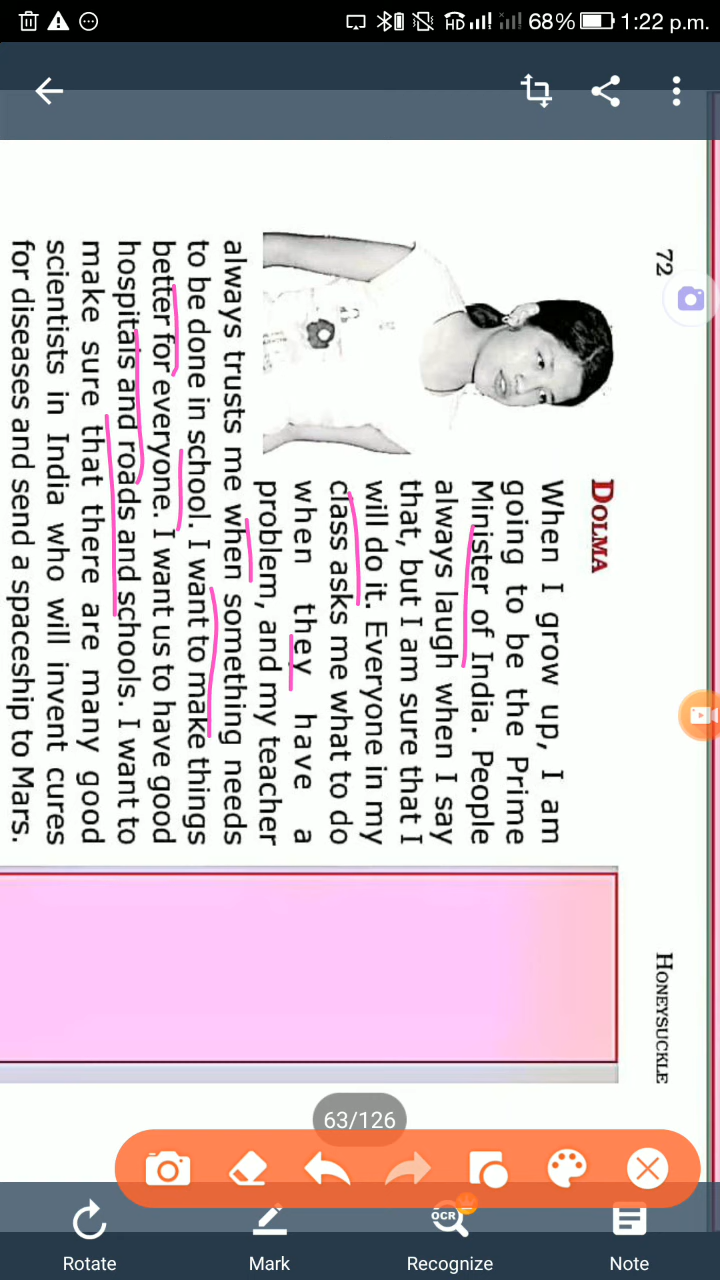 68% 1:22 p.m.
72
HONEYSUCKLE
DOLMA
When I grow up, I am
going to be the Prime
Minister of India. People
always laugh when I say
that, but I am sure that I
will do it. Everyone in my
class asks me what to do
when they have a
problem, and my teacher
always trusts me when something needs
to be done in school. I want to make things
better for everyone. I want us to have good
hospitals and roads and schools. I want to
make sure that there are many good
scientists in India who will invent cures
for diseases and send a spaceship to Mars.
63/126
OCR
Rotate
Mark
Recognize
Note